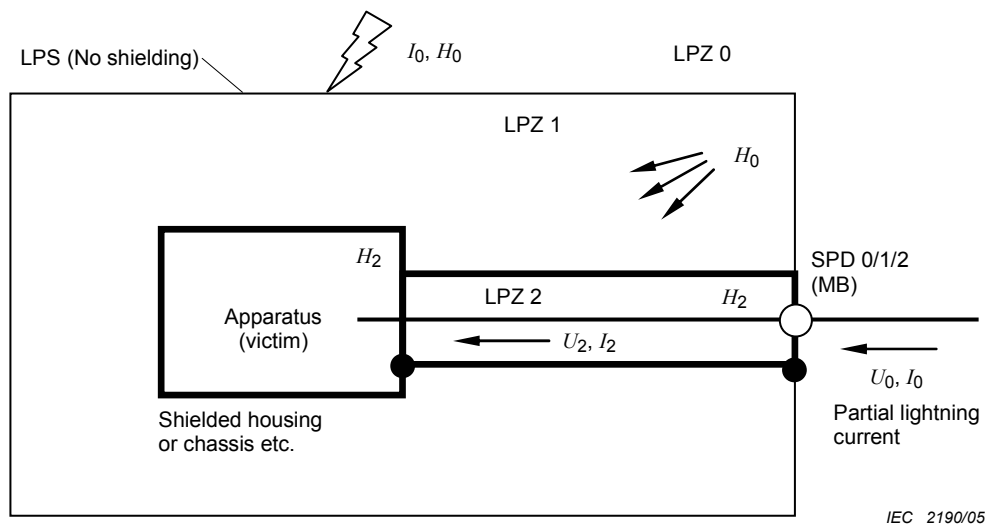 LPS (No shielding)
I0, H0
LPZ 0
LPZ 1
H0
H2
SPD 0/1/2
(MB)
LPZ 2
H2
Apparatus
(victim)
U2, I2
U0, I0
Shielded housing
or chassis etc.
Partial lightning
current
IEC 2190/05